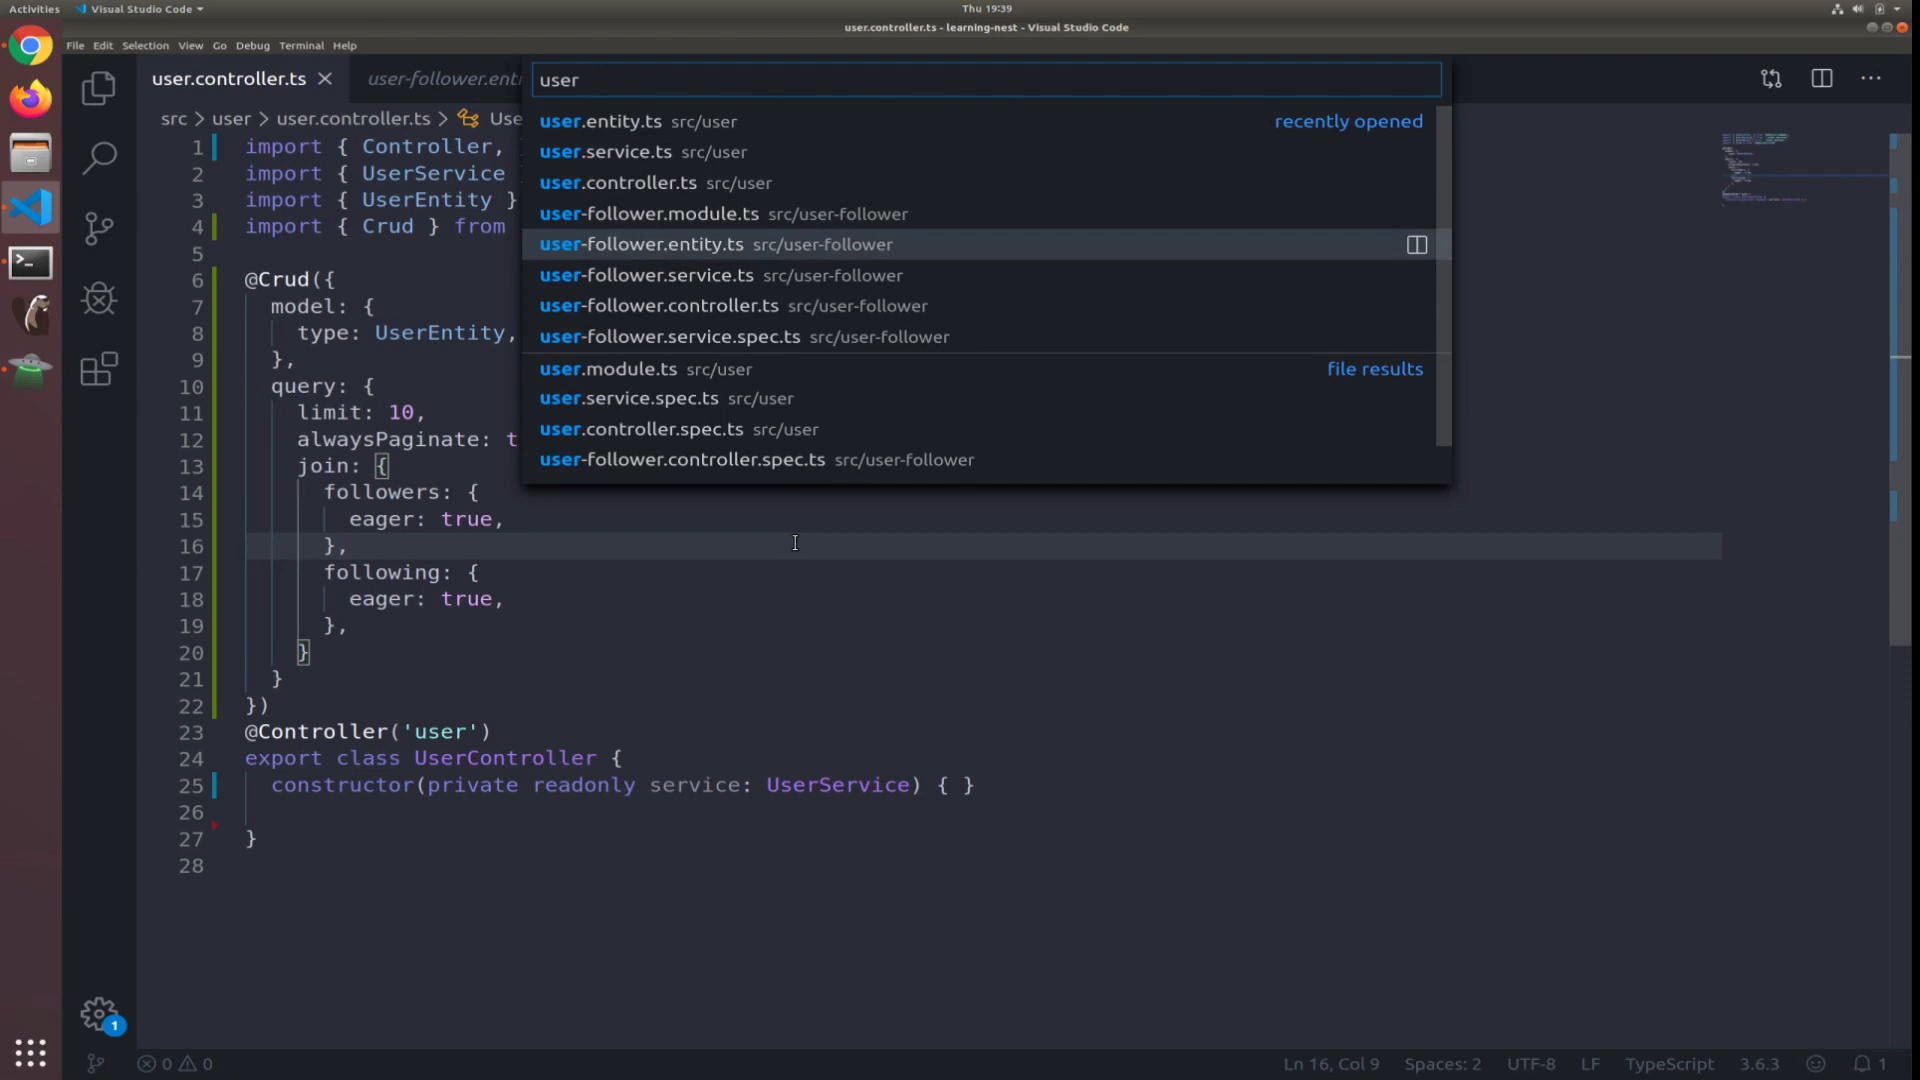 Activities Visual Studio Code Thu 19:39
user.controller.ts - learning-nest - Visual Studio Code
File Edit Selection View Go Debug Terminal Help
user.controller.ts user-follower.enti
user
src > user > user.controller.ts > Use
user.entity.ts src/user recently opened
user.service.ts src/user
user.controller.ts src/user
user-follower.module.ts src/user-follower
user-follower.entity.ts src/user-follower
user-follower.service.ts src/user-follower
user-follower.controller.ts src/user-follower
user-follower.service.spec.ts src/user-follower
user.module.ts src/user file results
user.service.spec.ts src/user
user.controller.spec.ts src/user
user-follower.controller.spec.ts src/user-follower
1 import { Controller,
2 import { UserService
3 import { UserEntity }
4 import { Crud } from
5
6 @Crud({
7 model: {
8 type: UserEntity,
9 },
10 query: {
11 limit: 10,
12 alwaysPaginate: t
13 join: {
14 followers: {
15 eager: true,
16 },
17 following: {
18 eager: true,
19 },
20 }
21 }
22 })
23 @Controller('user')
24 export class UserController {
25 constructor(private readonly service: UserService) { }
26
27 }
28
1
0 0 Ln 16, Col 9 Spaces: 2 UTF-8 LF TypeScript 3.6.3 1